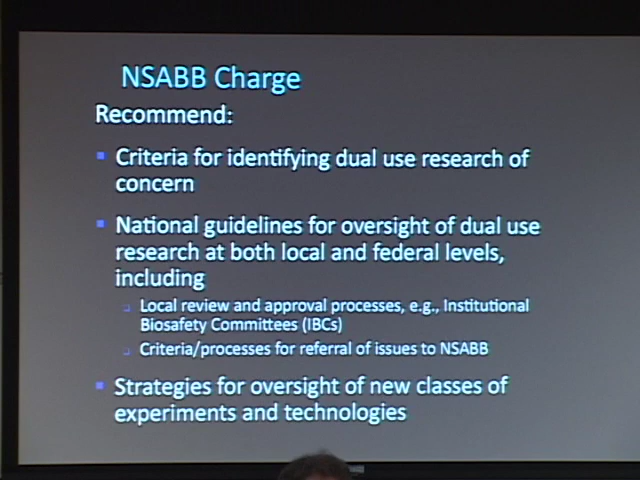 NSABB Charge
Recommend:
Criteria for identifying dual use research of
concern
National guidelines for oversight of dual use
research at both local and federal levels,
including
Local review and approval processes, e.g., Institutional
Biosafety Committees (IBCs)
Criteria/processes for referral of issues to NSABB
Strategies for oversight of new classes of
experiments and technologies